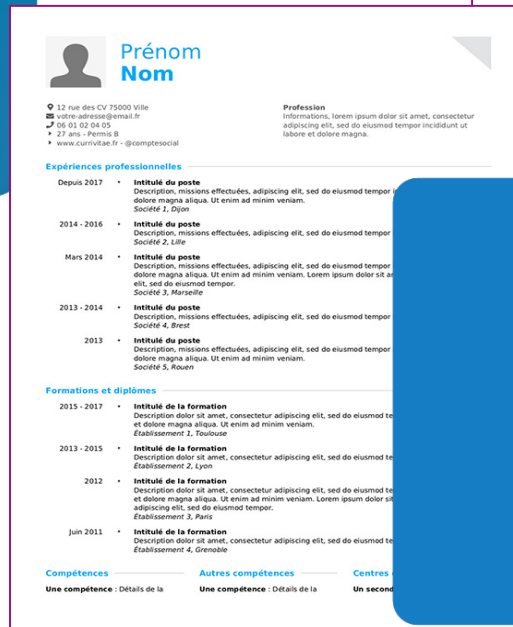 Prénom
Nom
12 rue des CV 75000 Ville
votre-adresse@email.fr
06 01 02 04 05
27 ans - Permis B
www.currivitae.fr - @comptesocial
Profession
Informations, lorem ipsum dolor sit amet, consectetur
adipiscing elit, sed do eiusmod tempor incididunt ut
labore et dolore magna.
Expériences professionnelles
Depuis 2017 • Intitulé du poste
Description, missions effectuées, adipiscing elit, sed do eiusmod tempor
dolore magna aliqua. Ut enim ad minim veniam.
Société 1, Dijon
2014 - 2016 • Intitulé du poste
Description, missions effectuées, adipiscing elit, sed do eiusmod tempor
Société 2, Lille
Mars 2014 • Intitulé du poste
Description, missions effectuées, adipiscing elit, sed do eiusmod tempor
dolore magna aliqua. Ut enim ad minim veniam. Lorem ipsum dolor sit
elit, sed do eiusmod tempor.
Société 3, Marseille
2013 - 2014 • Intitulé du poste
Description, missions effectuées, adipiscing elit, sed do eiusmod tempor
Société 4, Brest
2013 • Intitulé du poste
Description, missions effectuées, adipiscing elit, sed do eiusmod tempor
dolore magna aliqua. Ut enim ad minim veniam.
Société 5, Rouen
Formations et diplômes
2015 - 2017 • Intitulé de la formation
Description dolor sit amet, consectetur adipiscing elit, sed do eiusmod
et dolore magna aliqua. Ut enim ad minim veniam.
Établissement 1, Toulouse
2013 - 2015 • Intitulé de la formation
Description dolor sit amet, consectetur adipiscing elit, sed do eiusmod
Établissement 2, Lyon
2012 • Intitulé de la formation
Description dolor sit amet, consectetur adipiscing elit, sed do eiusmod
et dolore magna aliqua. Ut enim ad minim veniam. Lorem ipsum dolor
adipiscing elit, sed do eiusmod tempor.
Établissement 3, Paris
Juin 2011 • Intitulé de la formation
Description dolor sit amet, consectetur adipiscing elit, sed do eiusmod
Établissement 4, Grenoble
Compétences
Une compétence : Détails de la
Autres compétences
Une compétence : Détails de la
Centres
Un